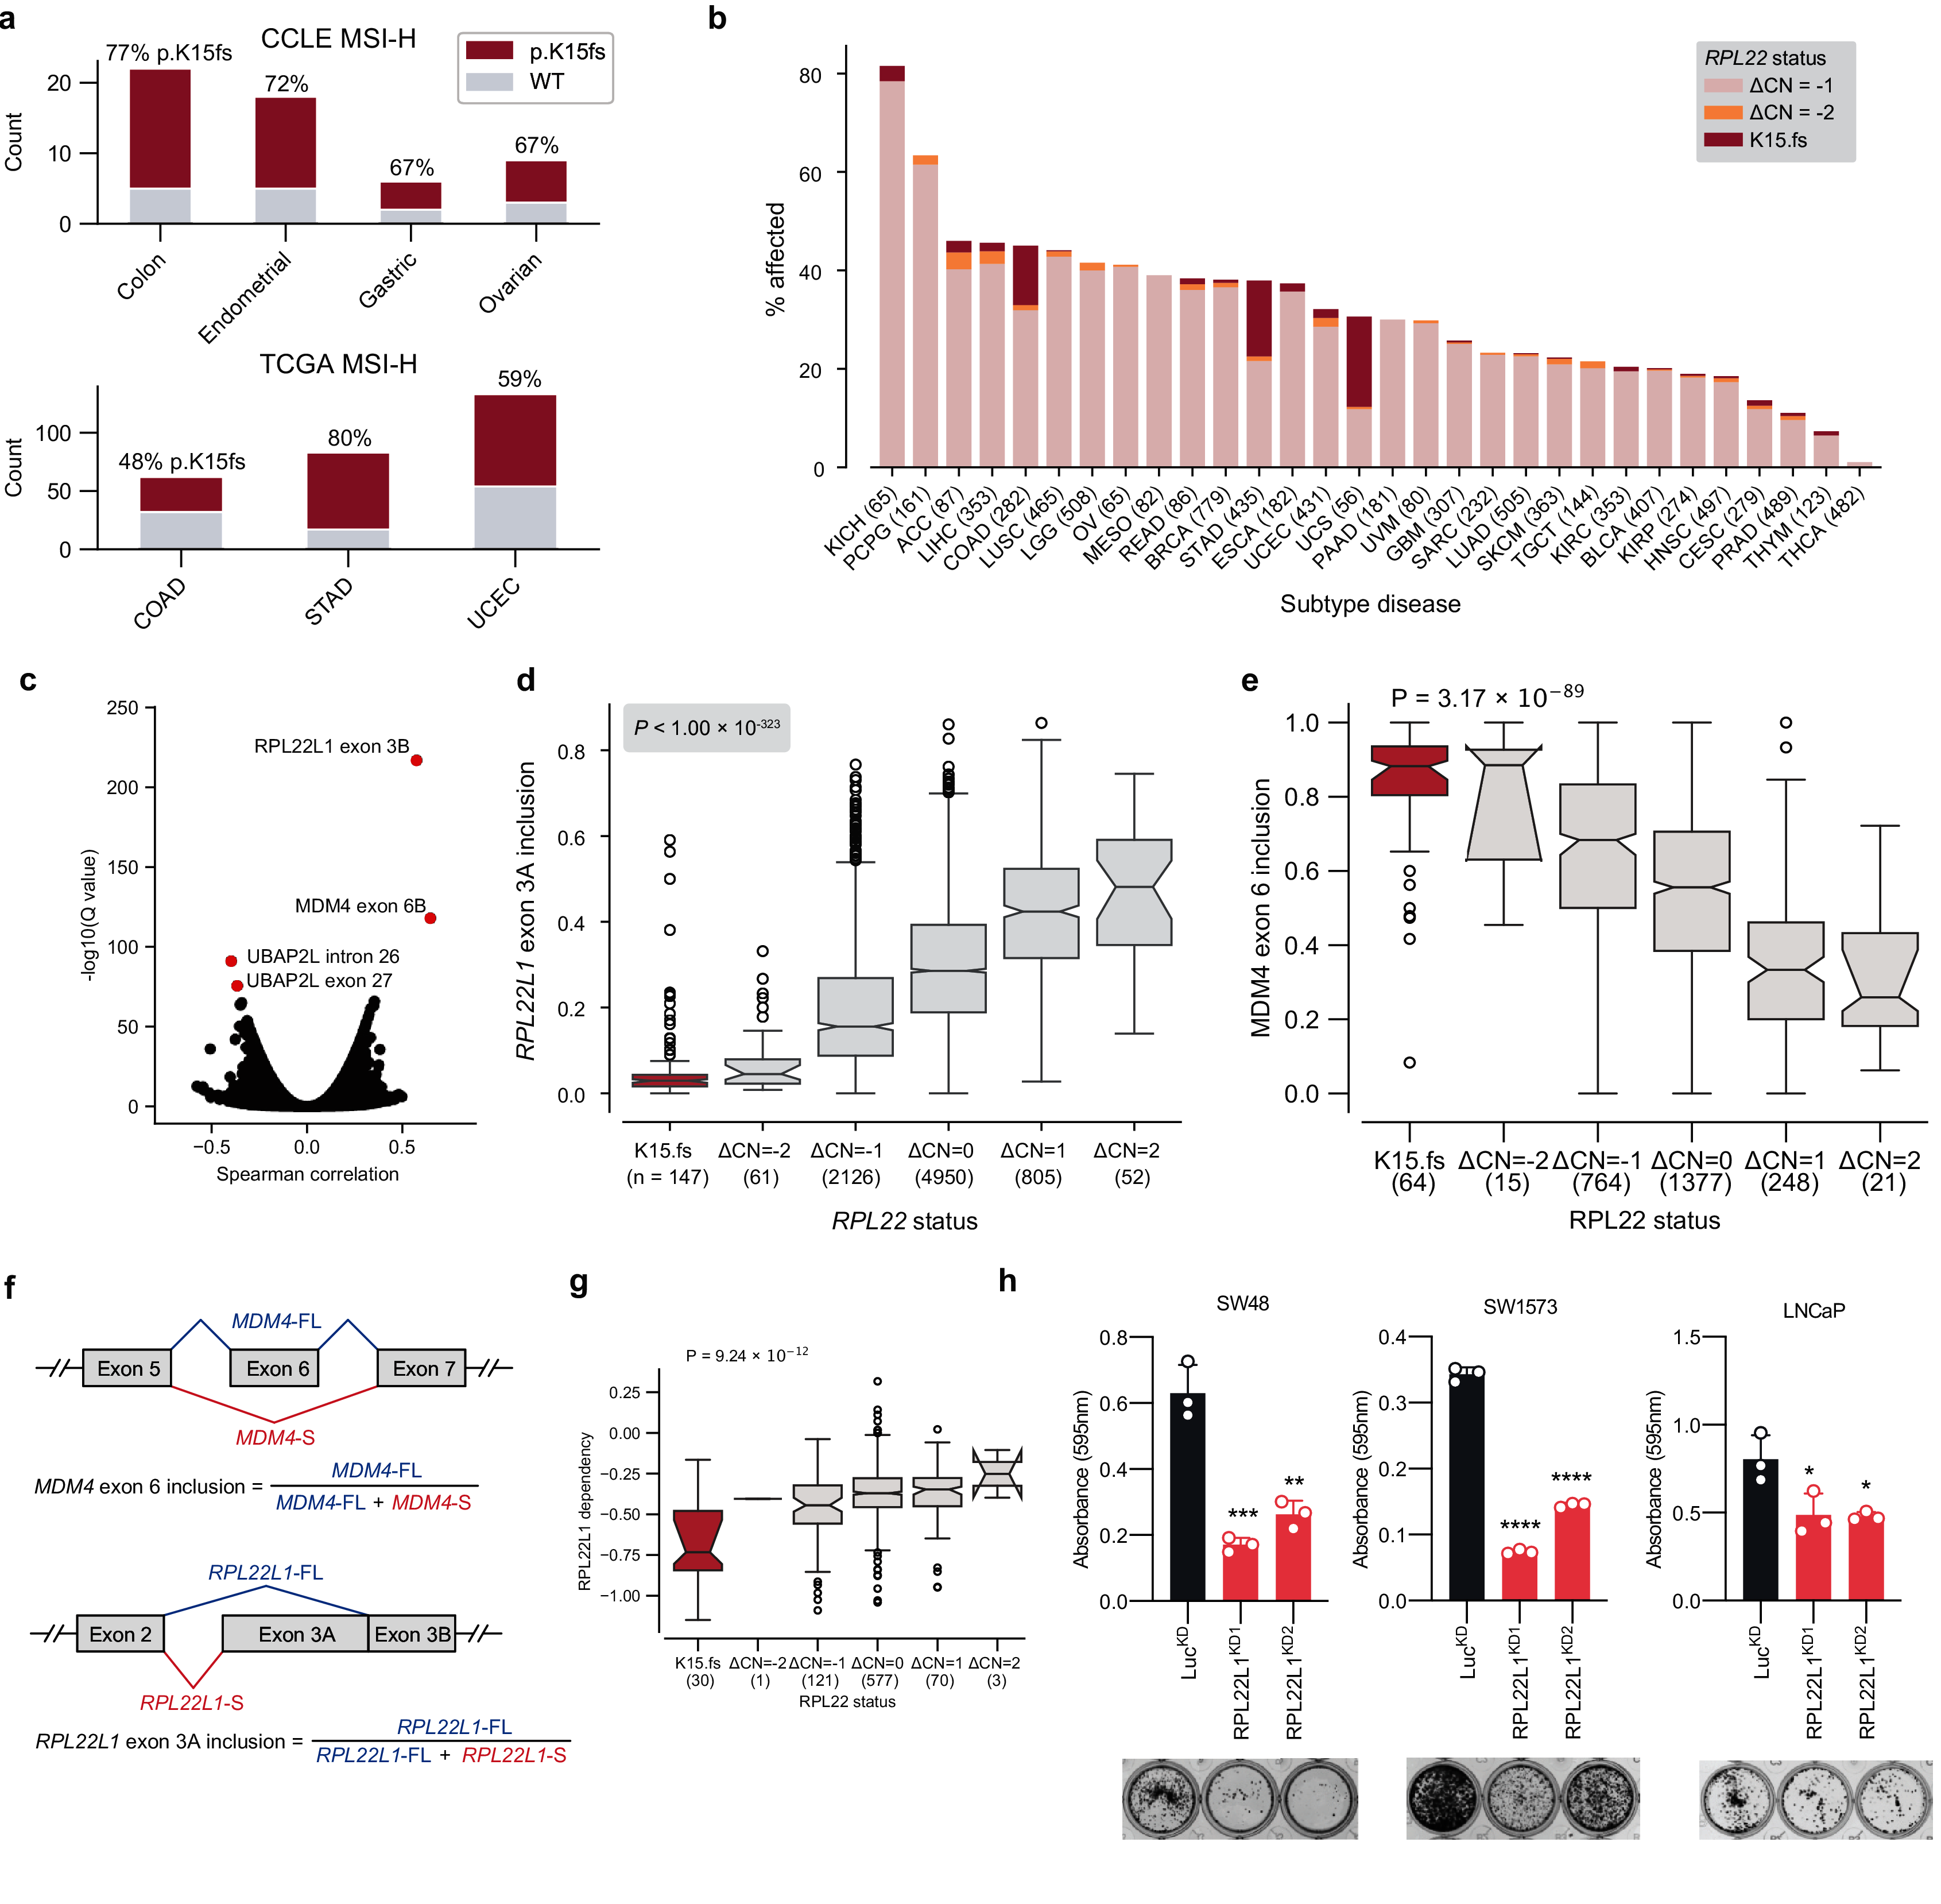 a
CCLE MSI-H
p.K15fs
WT
77% p.K15fs
72%
67%
67%
Count
20
10
0
Colon
Endometrial
Gastric
Ovarian
TCGA MSI-H
48% p.K15fs
80%
59%
Count
100
50
0
COAD
STAD
UCEC
b
RPL22 status
ΔCN = -1
ΔCN = -2
K15.fs
% affected
80
60
40
20
0
KICH (65)
PCPG (161)
ACC (87)
LIHC (353)
COAD (282)
LUSC (465)
LGG (508)
OV (65)
MESO (82)
READ (86)
BRCA (779)
STAD (435)
ESCA (182)
UCEC (431)
UCS (56)
PAAD (181)
UVM (80)
GBM (307)
SARC (232)
LUAD (505)
SKCM (363)
TGCT (144)
KIRC (353)
BLCA (407)
KIRP (274)
HNSC (497)
CESC (279)
PRAD (489)
THYM (123)
THCA (482)
Subtype disease
c
-log10(Q value)
250
200
150
100
50
0
RPL22L1 exon 3B
MDM4 exon 6B
UBAP2L intron 26
UBAP2L exon 27
−0.5 0.0 0.5
Spearman correlation
d
P < 1.00 × 10-323
RPL22L1 exon 3A inclusion
0.8
0.6
0.4
0.2
0.0
K15.fs ΔCN=-2 ΔCN=-1 ΔCN=0 ΔCN=1 ΔCN=2
(n = 147) (61) (2126) (4950) (805) (52)
RPL22 status
e
P = 3.17 × 10−89
MDM4 exon 6 inclusion
1.0
0.8
0.6
0.4
0.2
0.0
K15.fs ΔCN=-2 ΔCN=-1 ΔCN=0 ΔCN=1 ΔCN=2
(64) (15) (764) (1377) (248) (21)
RPL22 status
f
MDM4-FL
Exon 5 Exon 6 Exon 7
MDM4-S
MDM4 exon 6 inclusion =
MDM4-FL
MDM4-FL + MDM4-S
RPL22L1-FL
Exon 2 Exon 3A Exon 3B
RPL22L1-S
RPL22L1 exon 3A inclusion =
RPL22L1-FL
RPL22L1-FL + RPL22L1-S
g
P = 9.24 × 10−12
RPL22L1 dependency
0.25
0.00
−0.25
−0.50
−0.75
−1.00
K15.fs ΔCN=-2 ΔCN=-1 ΔCN=0 ΔCN=1 ΔCN=2
(30) (1) (121) (577) (70) (3)
RPL22 status
h
SW48
Absorbance (595nm)
0.8
0.6
0.4
0.2
0.0
***
**
LucKD
RPL22L1KD1
RPL22L1KD2
SW1573
Absorbance (595nm)
0.4
0.3
0.2
0.1
0.0
****
****
LucKD
RPL22L1KD1
RPL22L1KD2
LNCaP
Absorbance (595nm)
1.5
1.0
0.5
0.0
*
*
LucKD
RPL22L1KD1
RPL22L1KD2